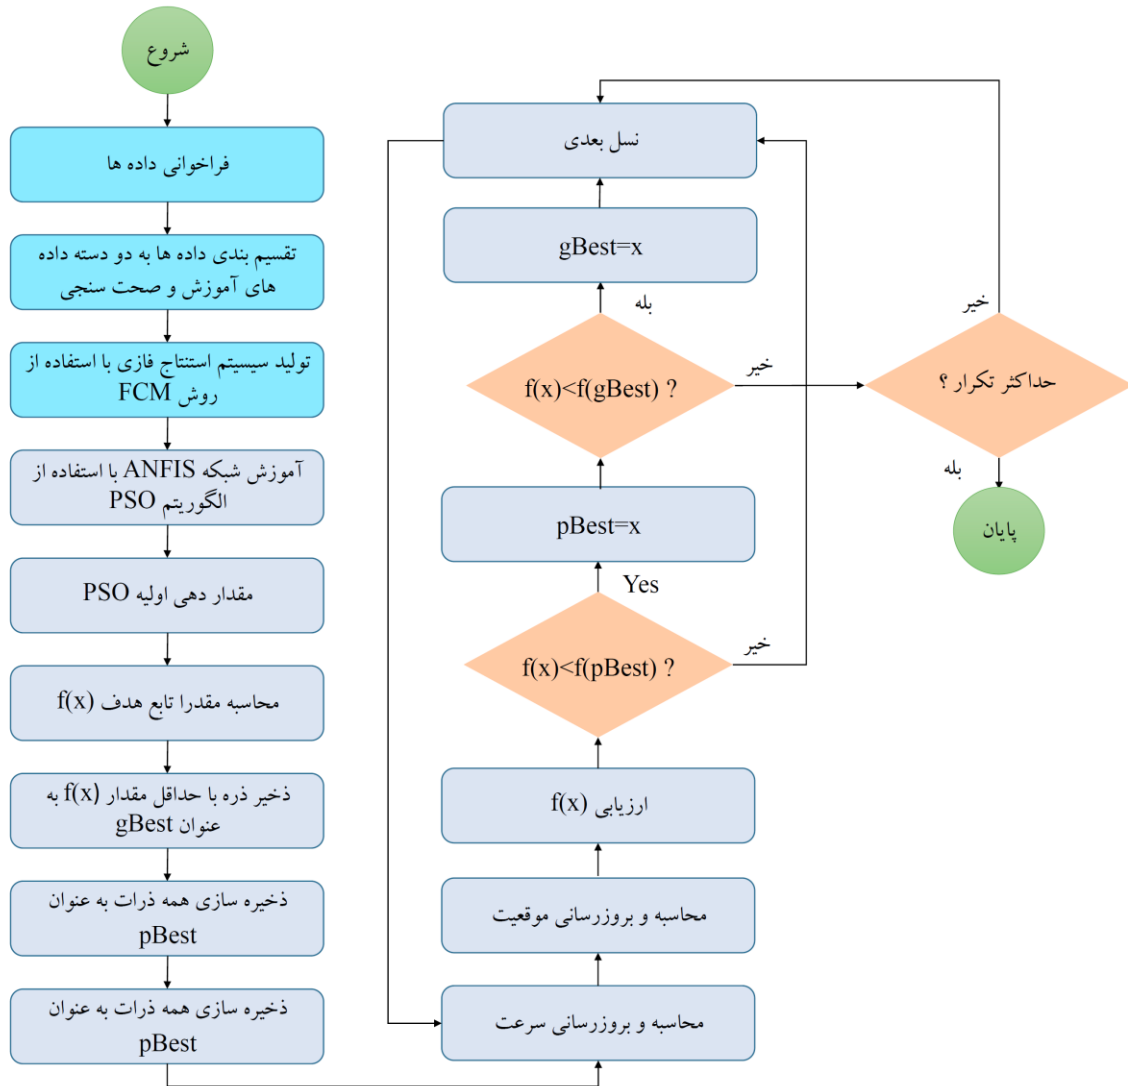 شروع
فراخوانی داده ها
تقسیم بندی داده ها به دو دسته داده
های آموزش و صحت سنجی
تولید سیسیتم استنتاج فازی با استفاده از
روش FCM
آموزش شبکه ANFIS با استفاده از
الگوریتم PSO
مقدار دهی اولیه PSO
محاسبه مقدرا تابع هدف f(x)
ذخیر ذره با حداقل مقدار f(x) به
عنوان gBest
ذخیره سازی همه ذرات به عنوان
pBest
ذخیره سازی همه ذرات به عنوان
pBest
نسل بعدی
gBest=x
بله
f(x)<f(gBest) ?
خیر
pBest=x
Yes
f(x)<f(pBest) ?
خیر
ارزیابی f(x)
محاسبه و بروزرسانی موقعیت
محاسبه و بروزرسانی سرعت
خیر
حداکثر تکرار ؟
بله
پایان